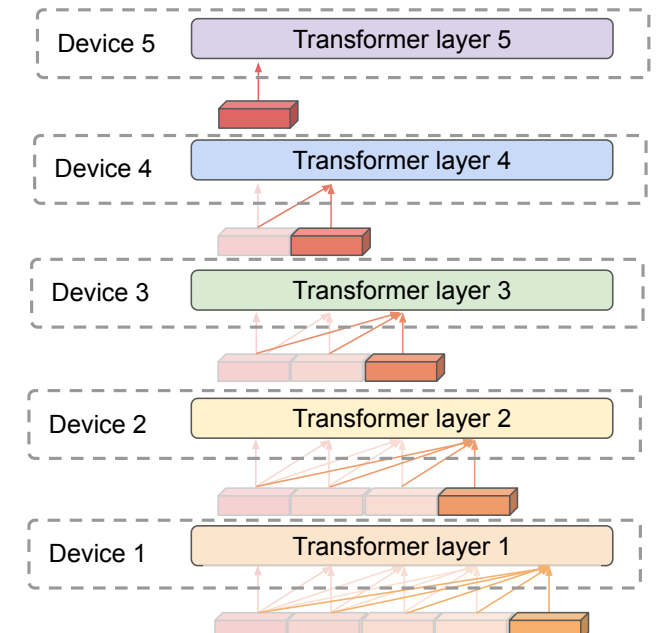 Device 5 Transformer layer 5
Device 4 Transformer layer 4
Device 3 Transformer layer 3
Device 2 Transformer layer 2
Device 1 Transformer layer 1